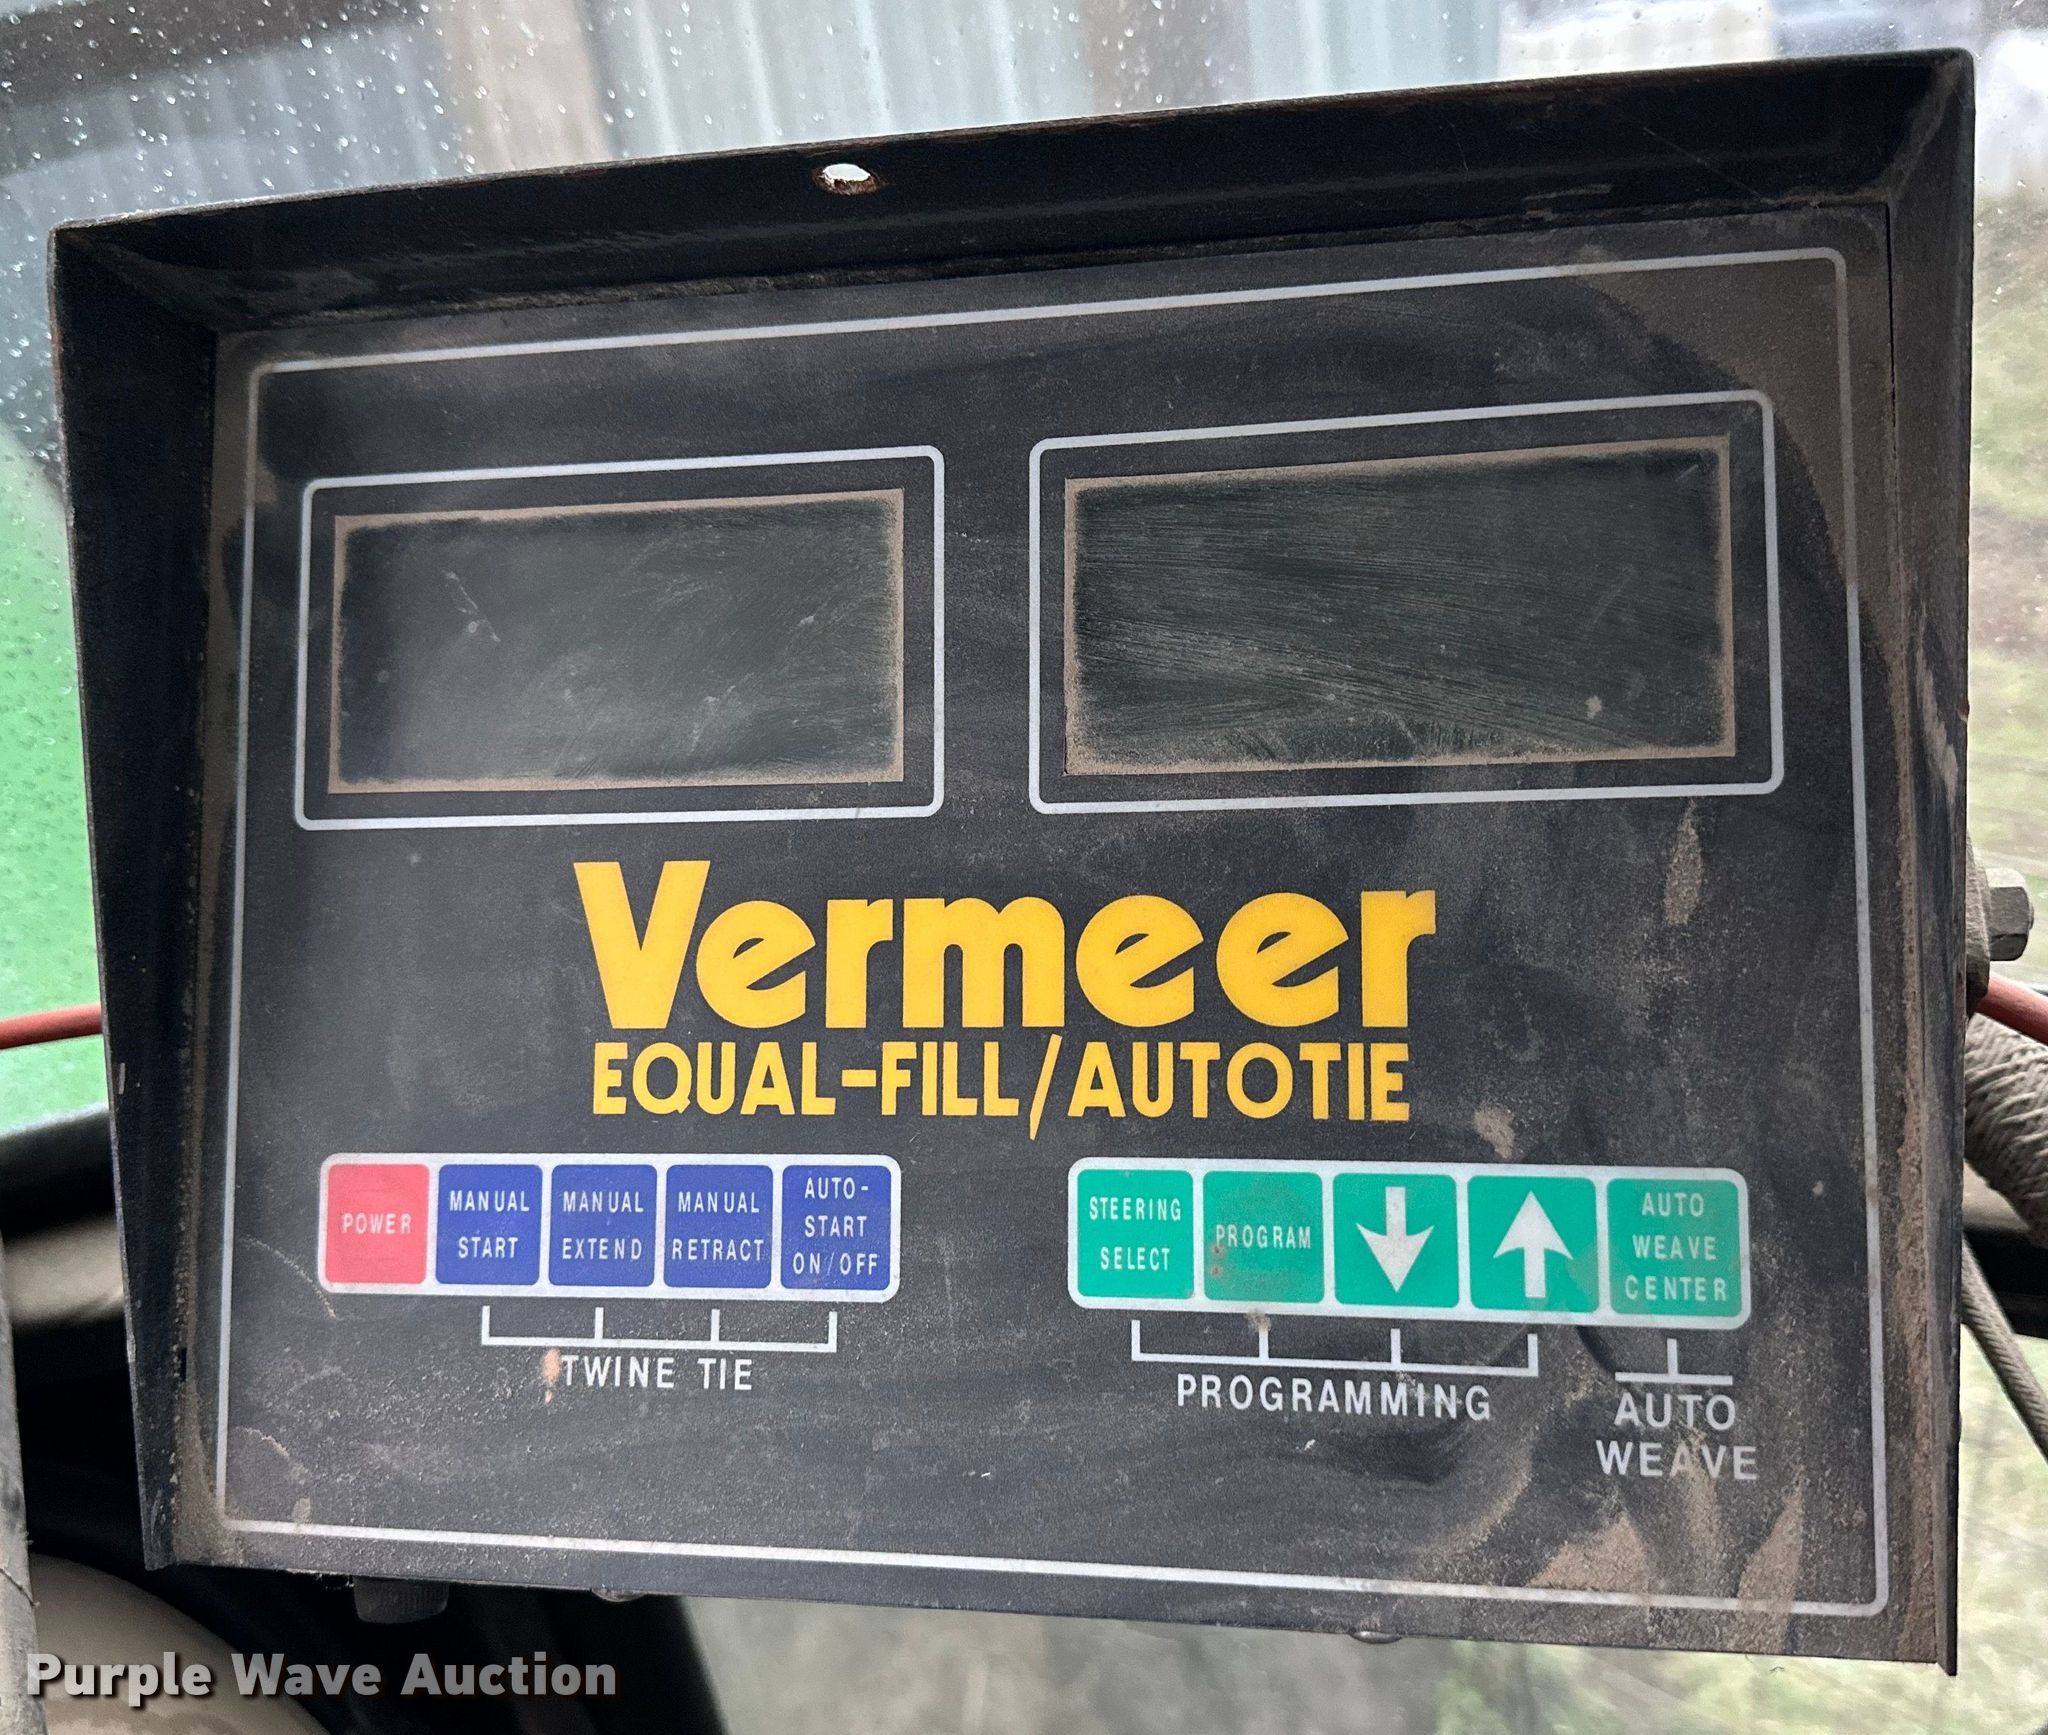 Vermeer
EQUAL-FILL/AUTOTIE
POWER
MANUAL
START
MANUAL
EXTEND
MANUAL
RETRACT
AUTO-
START
ON/OFF
TWINE TIE
STEERING
SELECT
PROGRAM
AUTO
WEAVE
CENTER
PROGRAMMING
AUTO
WEAVE
Purple Wave Auction